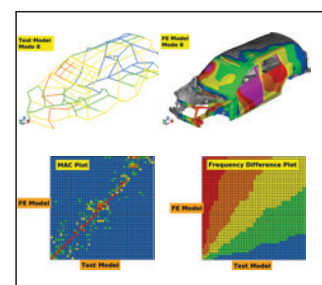 Test Model
Mode 8
FE Model
Mode 8
MAC Plot
FE Model
Test Model
Frequency Difference Plot
FE Model
Test Model